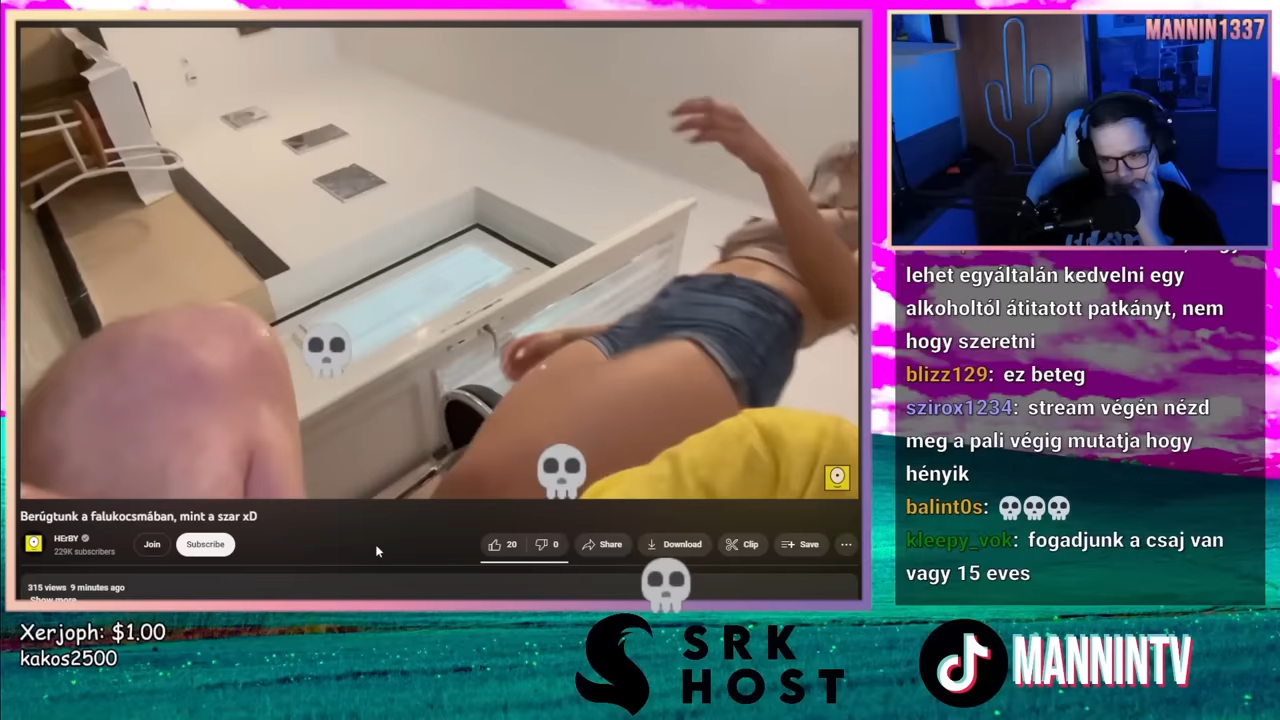 MANNIN1337
lehet egyáltalán kedvelni egy
alkoholtól átitatott patkányt, nem
hogy szeretni
blizz129: ez beteg
szirox1234: stream végén nézd
meg a pali végig mutatja hogy
hényik
balint0s: 💀💀💀
kleepy_vok: fogadjunk a csaj van
vagy 15 eves
Berúgtunk a falukocsmában, mint a szar xD
HErBY
229K subscribers
Join
Subscribe
20
0
Share
Download
Clip
Save
315 views 9 minutes ago
Show more
Xerjoph: $1.00
kakos2500
SRK
HOST
MANNINTV